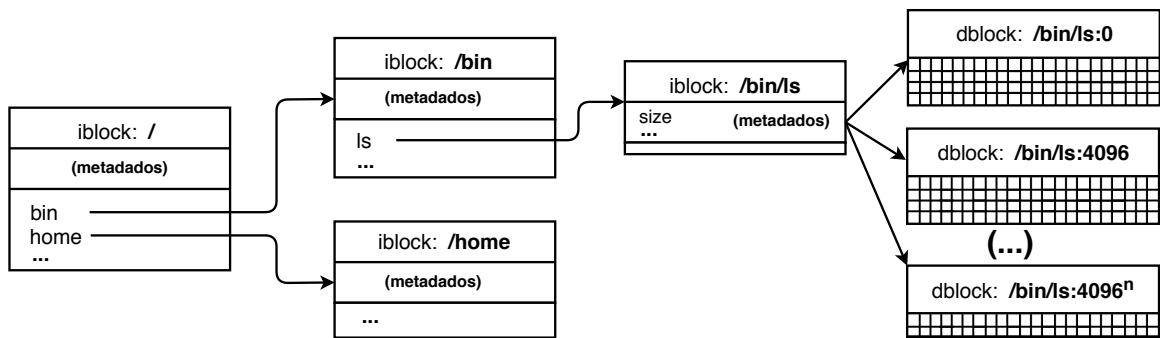 iblock: /
(metadados)
bin
home
...
iblock: /bin
(metadados)
ls
...
iblock: /home
(metadados)
...
iblock: /bin/ls
size (metadados)
...
dblock: /bin/ls:0
dblock: /bin/ls:4096
(...)
dblock: /bin/ls:4096ⁿ